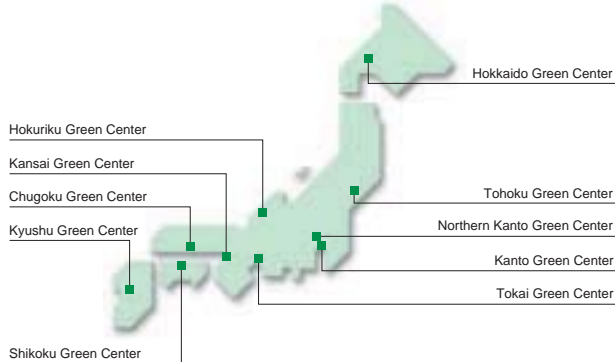 Hokkaido Green Center
Hokuriku Green Center
Kansai Green Center
Chugoku Green Center
Kyushu Green Center
Tohoku Green Center
Northern Kanto Green Center
Kanto Green Center
Tokai Green Center
Shikoku Green Center